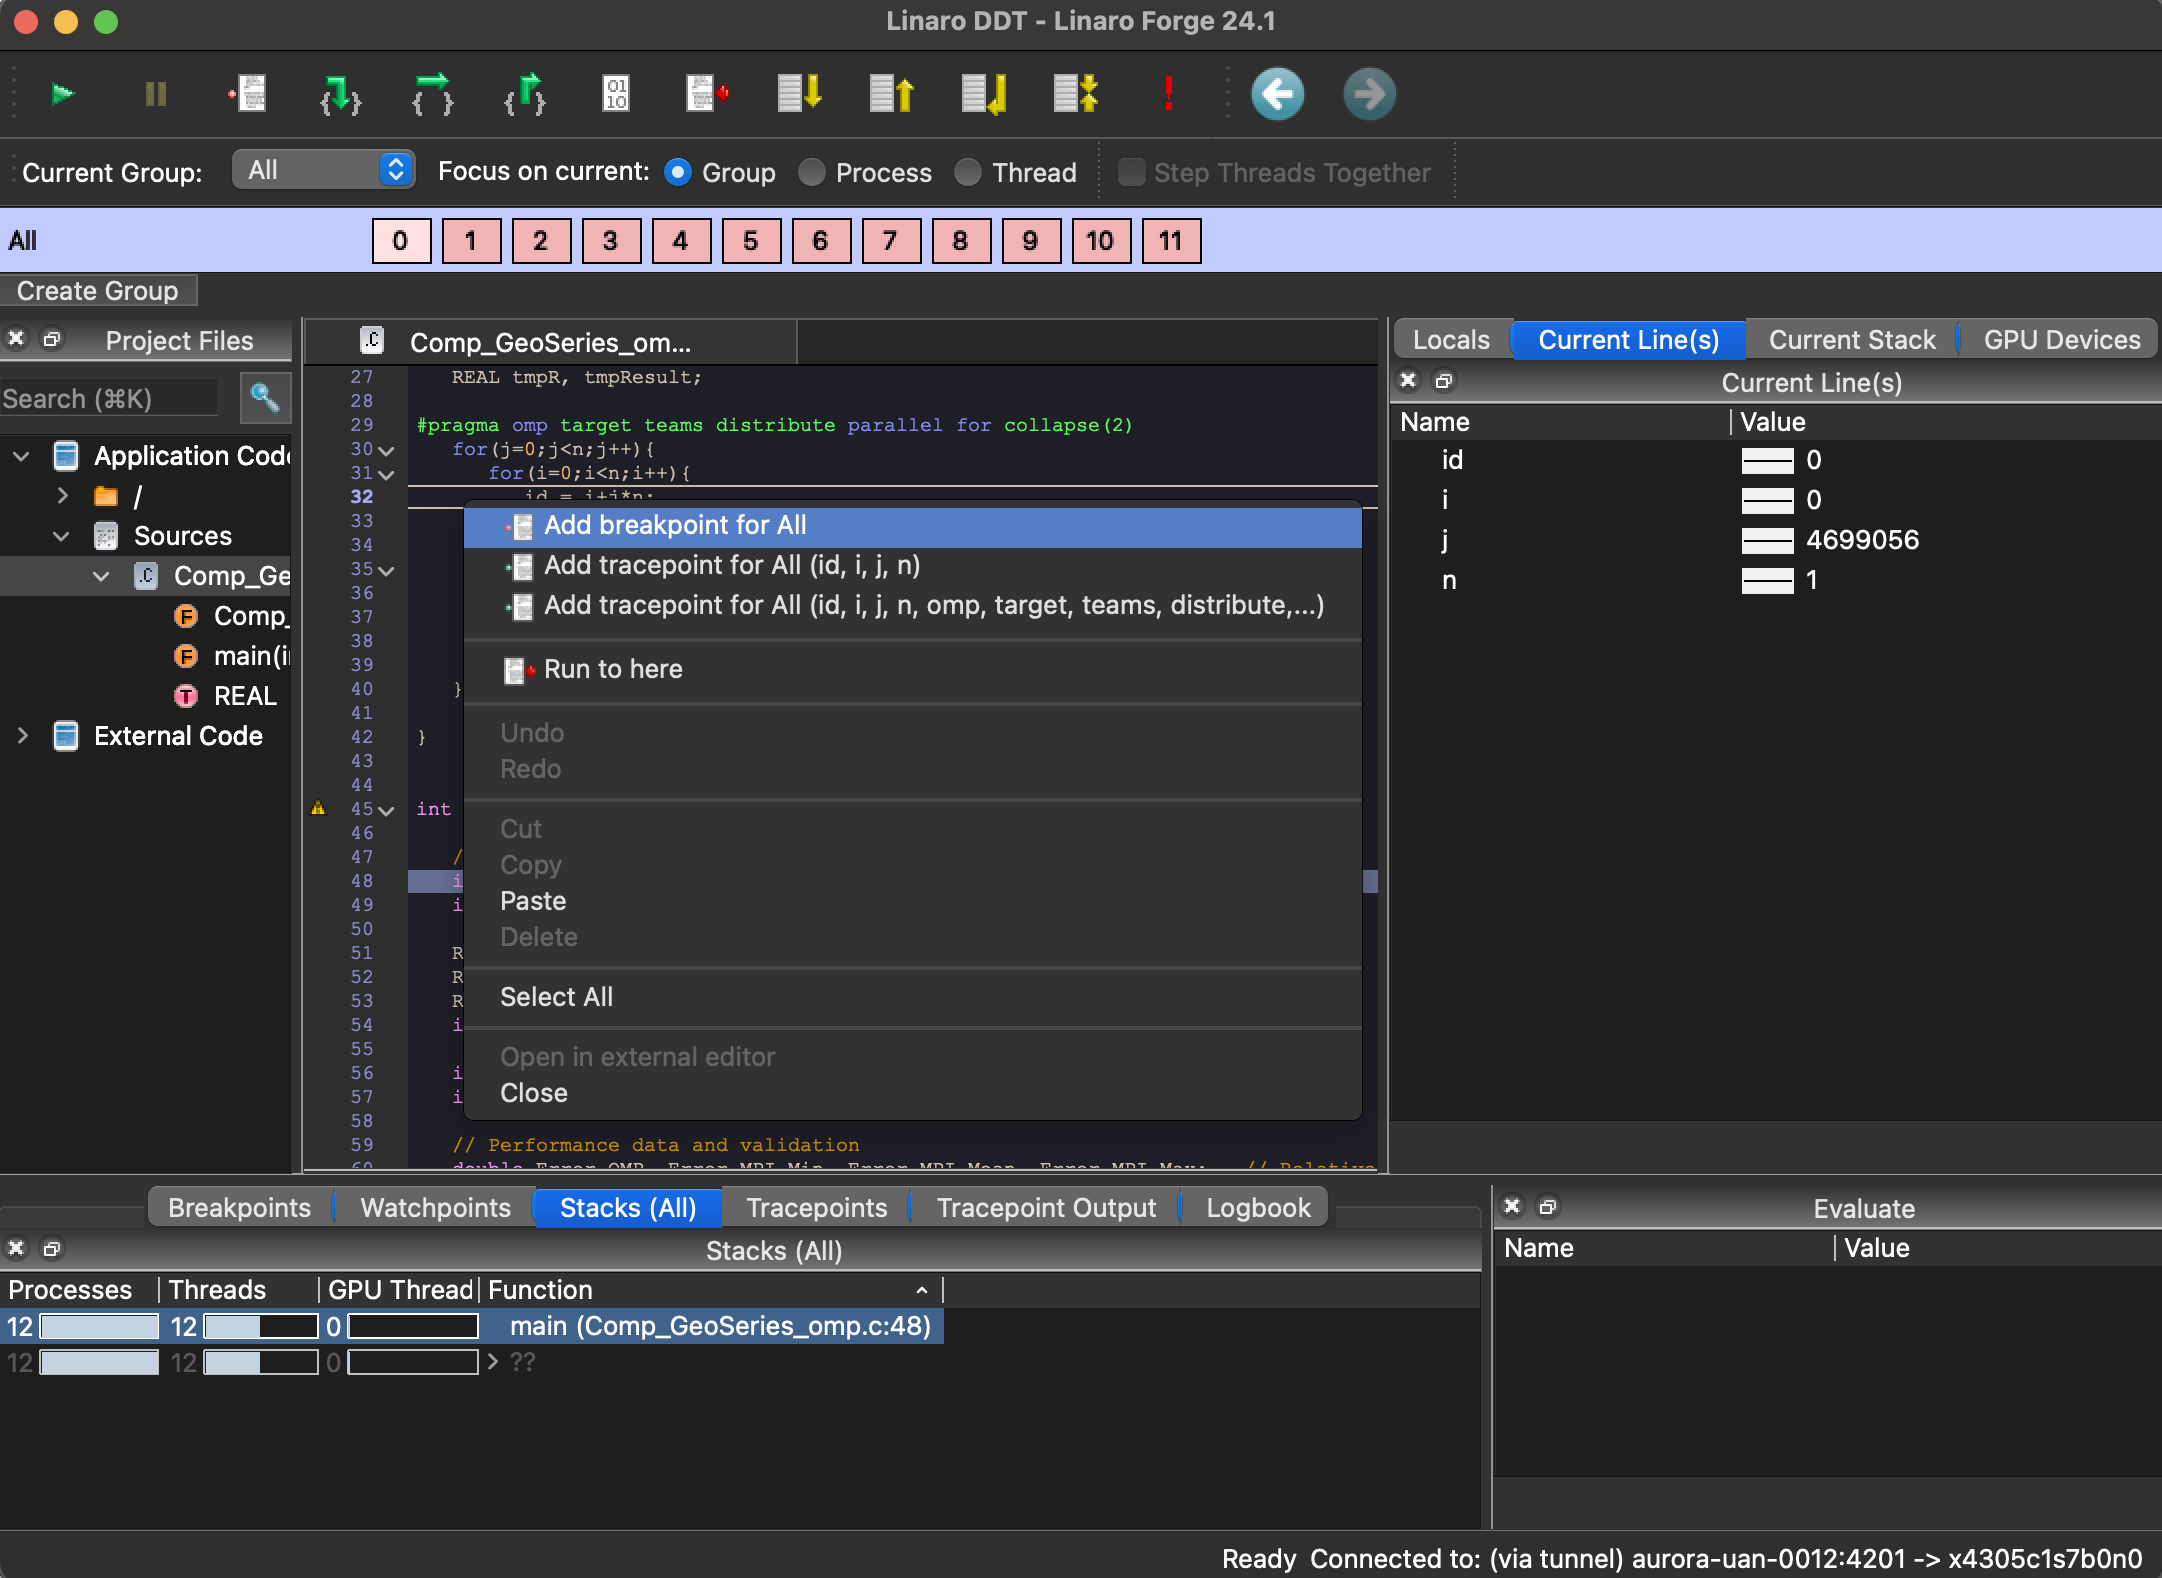 Linaro DDT - Linaro Forge 24.1
01
10
Current Group: All Focus on current: Group Process Thread Step Threads Together
All 0 1 2 3 4 5 6 7 8 9 10 11
Create Group
Project Files
Search (⌘K)
Application Code
/
Sources
.C Comp_Ge
F Comp_
F main(i
T REAL
External Code
.C Comp_GeoSeries_om...
27 REAL tmpR, tmpResult;
28
29 #pragma omp target teams distribute parallel for collapse(2)
30 for(j=0;j<n;j++){
31 for(i=0;i<n;i++){
32 id = i+j*n;
33
34
35
36
37
38
39
40 }
41
42 }
43
44
45 int
46
47 /
48 i
49 i
50
51 R
52 R
53 R
54 i
55
56 i
57 i
58
59 // Performance data and validation
60 double Error_OMP, Error_MPI_Min, Error_MPI_Mean, Error_MPI_Max; // Relative
Add breakpoint for All
Add tracepoint for All (id, i, j, n)
Add tracepoint for All (id, i, j, n, omp, target, teams, distribute,...)
Run to here
Undo
Redo
Cut
Copy
Paste
Delete
Select All
Open in external editor
Close
Locals Current Line(s) Current Stack GPU Devices
Current Line(s)
Name Value
id 0
i 0
j 4699056
n 1
Breakpoints Watchpoints Stacks (All) Tracepoints Tracepoint Output Logbook
Stacks (All)
Processes Threads GPU Thread Function
12 12 0 main (Comp_GeoSeries_omp.c:48)
12 12 0 ??
Evaluate
Name Value
Ready Connected to: (via tunnel) aurora-uan-0012:4201 -> x4305c1s7b0n0